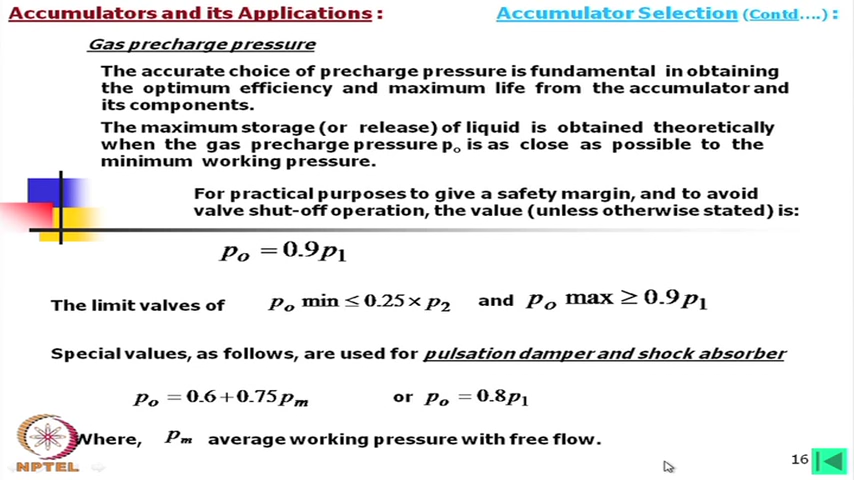 Accumulators and its Applications :
Accumulator Selection (Contd....) :
Gas precharge pressure
The accurate choice of precharge pressure is fundamental in obtaining
the optimum efficiency and maximum life from the accumulator and
its components.
The maximum storage (or release) of liquid is obtained theoretically
when the gas precharge pressure pₒ is as close as possible to the
minimum working pressure.
For practical purposes to give a safety margin, and to avoid
valve shut-off operation, the value (unless otherwise stated) is:
pₒ = 0.9p₁
The limit valves of pₒ min ≤ 0.25 × p₂ and pₒ max ≥ 0.9p₁
Special values, as follows, are used for pulsation damper and shock absorber
pₒ = 0.6 + 0.75pₘ or pₒ = 0.8p₁
Where, pₘ average working pressure with free flow.
NPTEL
16